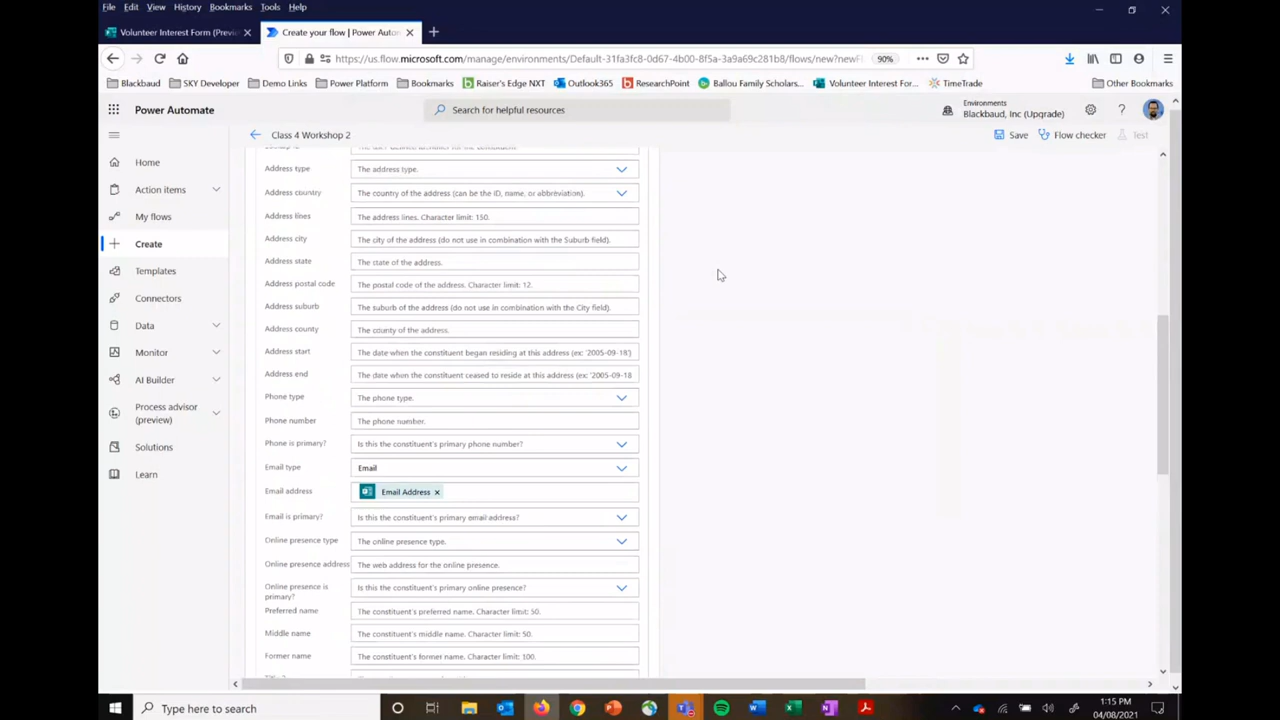 File Edit View History Bookmarks Tools Help
Volunteer Interest Form (Previ
Create your flow | Power Auton
https://us.flow.microsoft.com/manage/environments/Default-31fa3fc8-0d67-4b00-8f5a-3a9a69c281b8/flows/new?newFl
90%
Blackbaud SKY Developer Demo Links Power Platform Bookmarks Raiser's Edge NXT Outlook365 ResearchPoint Ballou Family Scholars... Volunteer Interest For... TimeTrade Other Bookmarks
Power Automate
Search for helpful resources
Environments
Blackbaud, Inc (Upgrade)
Class 4 Workshop 2
Save Flow checker Test
Home
Action items
My flows
Create
Templates
Connectors
Data
Monitor
AI Builder
Process advisor
(preview)
Solutions
Learn
Address type The address type.
Address country The country of the address (can be the ID, name, or abbreviation).
Address lines The address lines. Character limit: 150.
Address city The city of the address (do not use in combination with the Suburb field).
Address state The state of the address.
Address postal code The postal code of the address. Character limit: 12.
Address suburb The suburb of the address (do not use in combination with the City field).
Address county The county of the address.
Address start The date when the constituent began residing at this address (ex: '2005-09-18')
Address end The date when the constituent ceased to reside at this address (ex: '2005-09-18
Phone type The phone type.
Phone number The phone number.
Phone is primary? Is this the constituent's primary phone number?
Email type Email
Email address Email Address
Email is primary? Is this the constituent's primary email address?
Online presence type The online presence type.
Online presence address The web address for the online presence.
Online presence is
primary?
Is this the constituent's primary online presence?
Preferred name The constituent's preferred name. Character limit: 50.
Middle name The constituent's middle name. Character limit: 50.
Former name The constituent's former name. Character limit: 100.
Type here to search
1:15 PM
04/08/2021